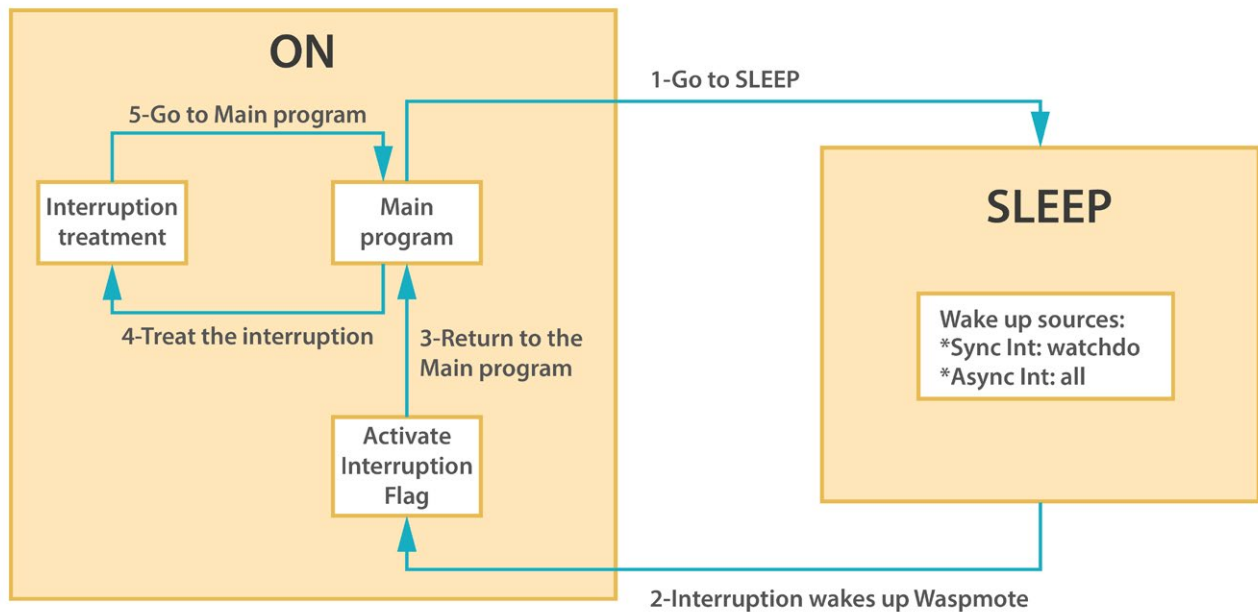 ON
1-Go to SLEEP
5-Go to Main program
Interruption
treatment
Main
program
SLEEP
4-Treat the interruption
3-Return to the
Main program
Wake up sources:
*Sync Int: watchdo
*Async Int: all
Activate
Interruption
Flag
2-Interruption wakes up Waspmote